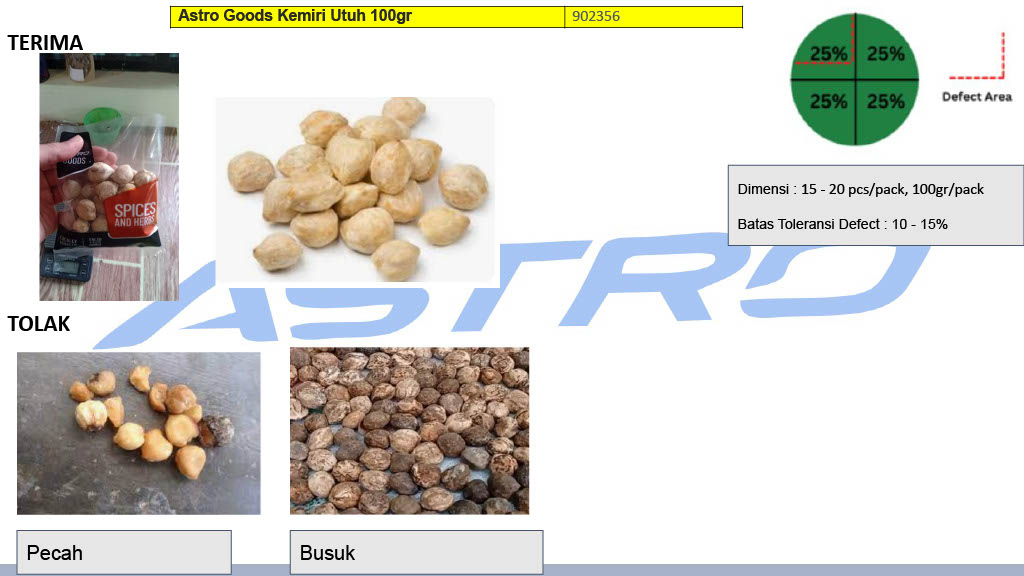 Astro Goods Kemiri Utuh 100gr 902356
TERIMA
SPICES
AND HERBS
25% 25%
25% 25%
Defect Area
Dimensi : 15 - 20 pcs/pack, 100gr/pack
Batas Toleransi Defect : 10 - 15%
ASTRO
TOLAK
Pecah
Busuk